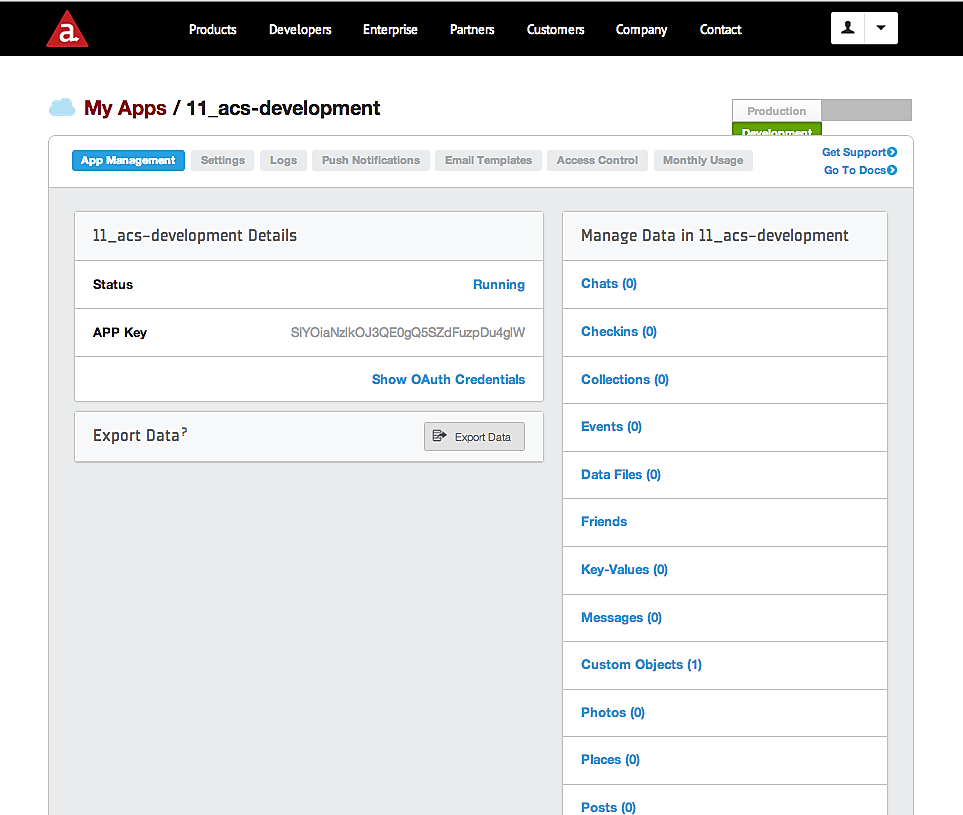 a
Products Developers Enterprise Partners Customers Company Contact
My Apps / 11_acs-development
Production
Development
App Management Settings Logs Push Notifications Email Templates Access Control Monthly Usage
Get Support
Go To Docs
11_acs-development Details
Status Running
APP Key SlYOiaNzlkOJ3QE0gQ5SZdFuzpDu4glW
Show OAuth Credentials
Export Data?
Export Data
Manage Data in 11_acs-development
Chats (0)
Checkins (0)
Collections (0)
Events (0)
Data Files (0)
Friends
Key-Values (0)
Messages (0)
Custom Objects (1)
Photos (0)
Places (0)
Posts (0)